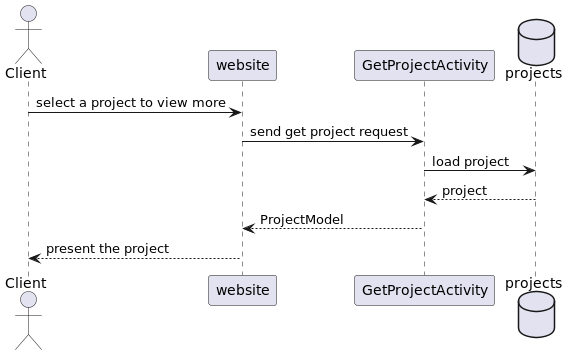 Client
website
GetProjectActivity
projects
select a project to view more
send get project request
load project
project
ProjectModel
present the project
Client
website
GetProjectActivity
projects